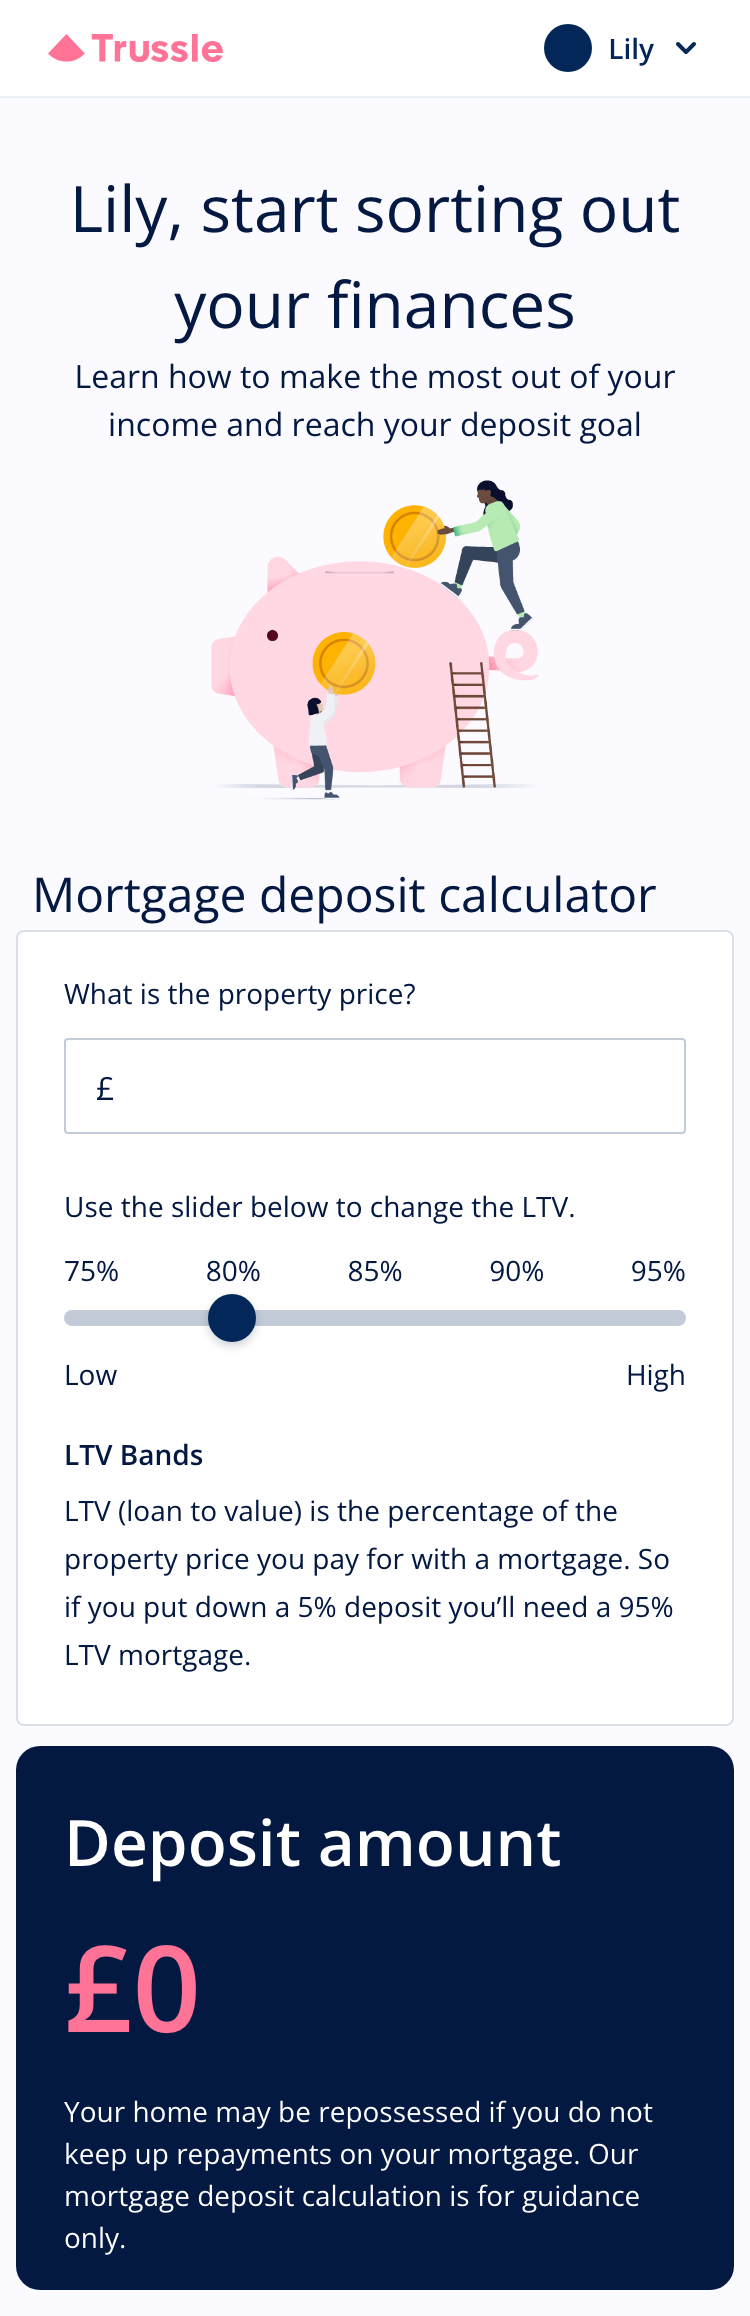 Trussle
Lily
Lily, start sorting out
your finances
Learn how to make the most out of your
income and reach your deposit goal
Mortgage deposit calculator
What is the property price?
£
Use the slider below to change the LTV.
75% 80% 85% 90% 95%
Low High
LTV Bands
LTV (loan to value) is the percentage of the
property price you pay for with a mortgage. So
if you put down a 5% deposit you’ll need a 95%
LTV mortgage.
Deposit amount
£0
Your home may be repossessed if you do not
keep up repayments on your mortgage. Our
mortgage deposit calculation is for guidance
only.